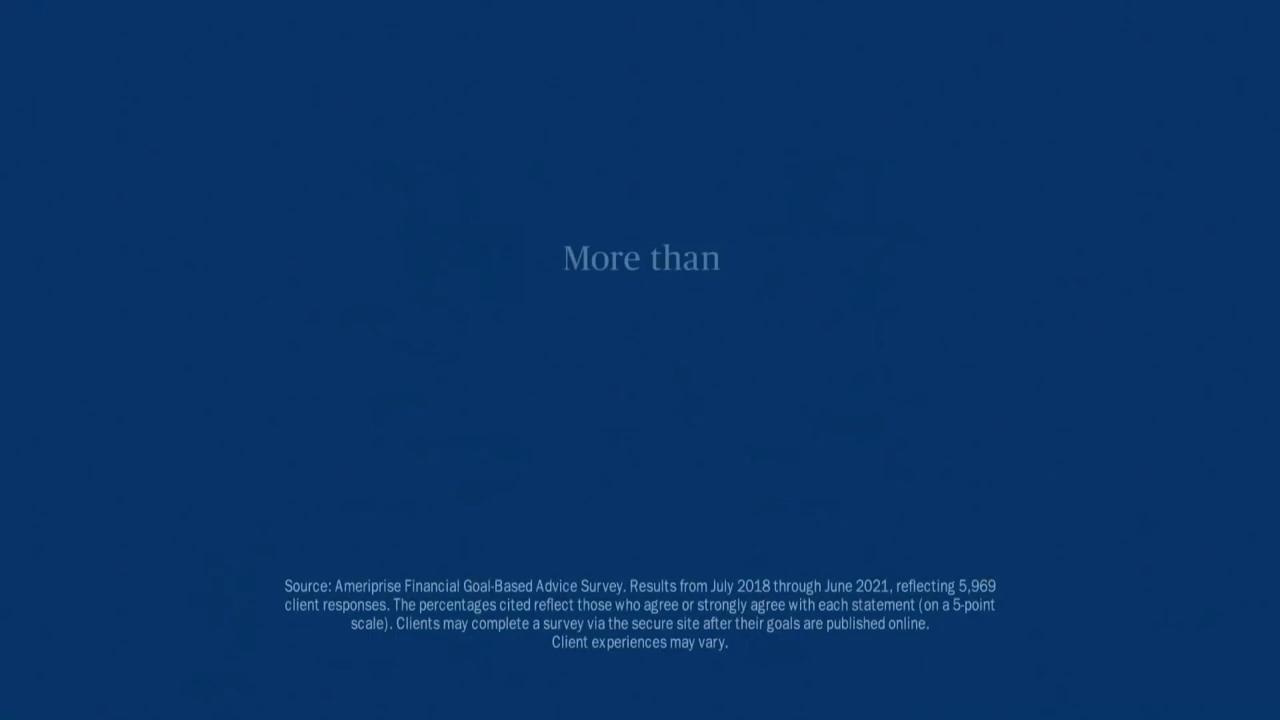 More than
Source: Ameriprise Financial Goal-Based Advice Survey. Results from July 2018 through June 2021, reflecting 5,969
client responses. The percentages cited reflect those who agree or strongly agree with each statement (on a 5-point
scale). Clients may complete a survey via the secure site after their goals are published online.
Client experiences may vary.